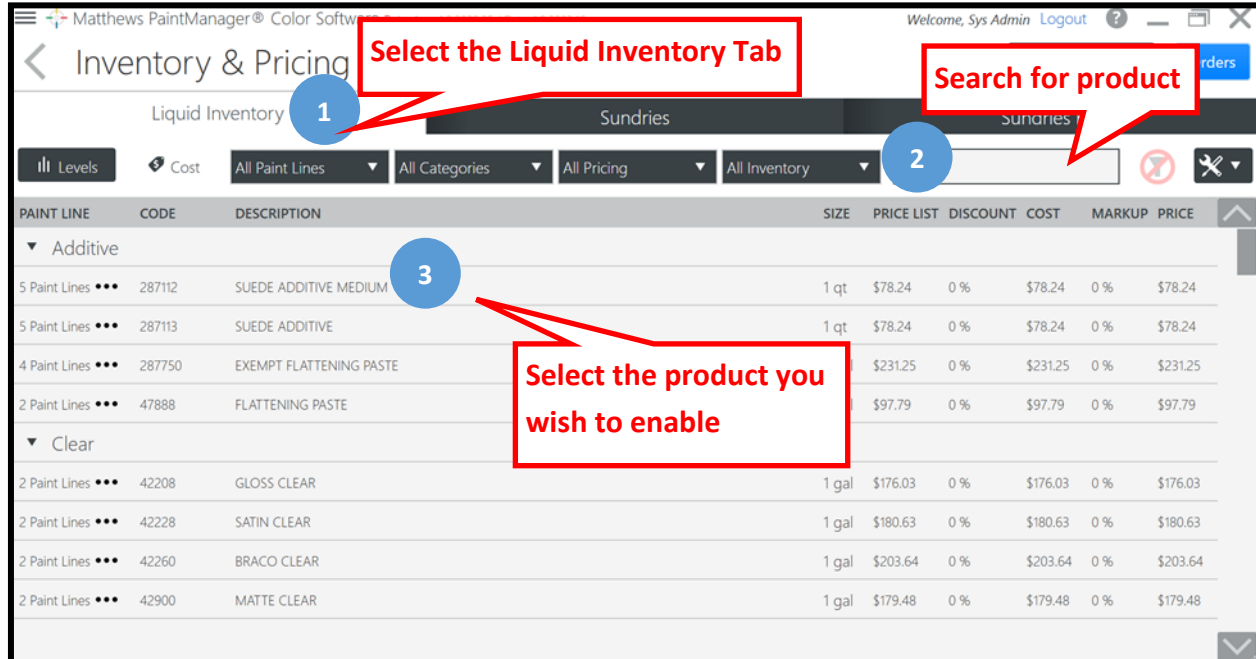 Matthews PaintManager® Color Software
Welcome, Sys Admin Logout ?
Inventory & Pricing
Select the Liquid Inventory Tab
Search for product
rders
Liquid Inventory 1 Sundries Sundries
Levels Cost All Paint Lines All Categories All Pricing All Inventory 2
PAINT LINE CODE DESCRIPTION SIZE PRICE LIST DISCOUNT COST MARKUP PRICE
Additive
5 Paint Lines ••• 287112 SUEDE ADDITIVE MEDIUM 1 qt $78.24 0 % $78.24 0 % $78.24
3
5 Paint Lines ••• 287113 SUEDE ADDITIVE 1 qt $78.24 0 % $78.24 0 % $78.24
4 Paint Lines ••• 287750 EXEMPT FLATTENING PASTE $231.25 0 % $231.25 0 % $231.25
2 Paint Lines ••• 47888 FLATTENING PASTE $97.79 0 % $97.79 0 % $97.79
Select the product you
wish to enable
Clear
2 Paint Lines ••• 42208 GLOSS CLEAR 1 gal $176.03 0 % $176.03 0 % $176.03
2 Paint Lines ••• 42228 SATIN CLEAR 1 gal $180.63 0 % $180.63 0 % $180.63
2 Paint Lines ••• 42260 BRACO CLEAR 1 gal $203.64 0 % $203.64 0 % $203.64
2 Paint Lines ••• 42900 MATTE CLEAR 1 gal $179.48 0 % $179.48 0 % $179.48